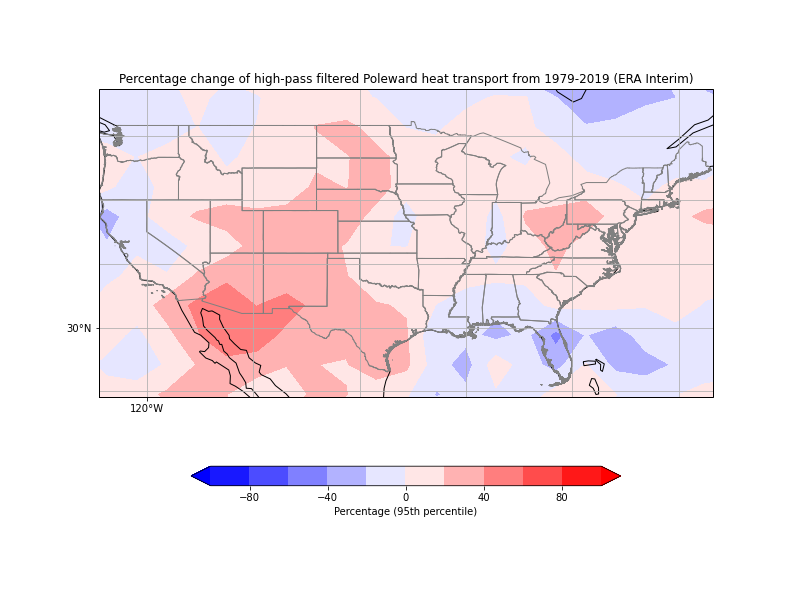 Percentage change of high-pass filtered Poleward heat transport from 1979-2019 (ERA Interim)
30°N
120°W
−80 −40 0 40 80
Percentage (95th percentile)